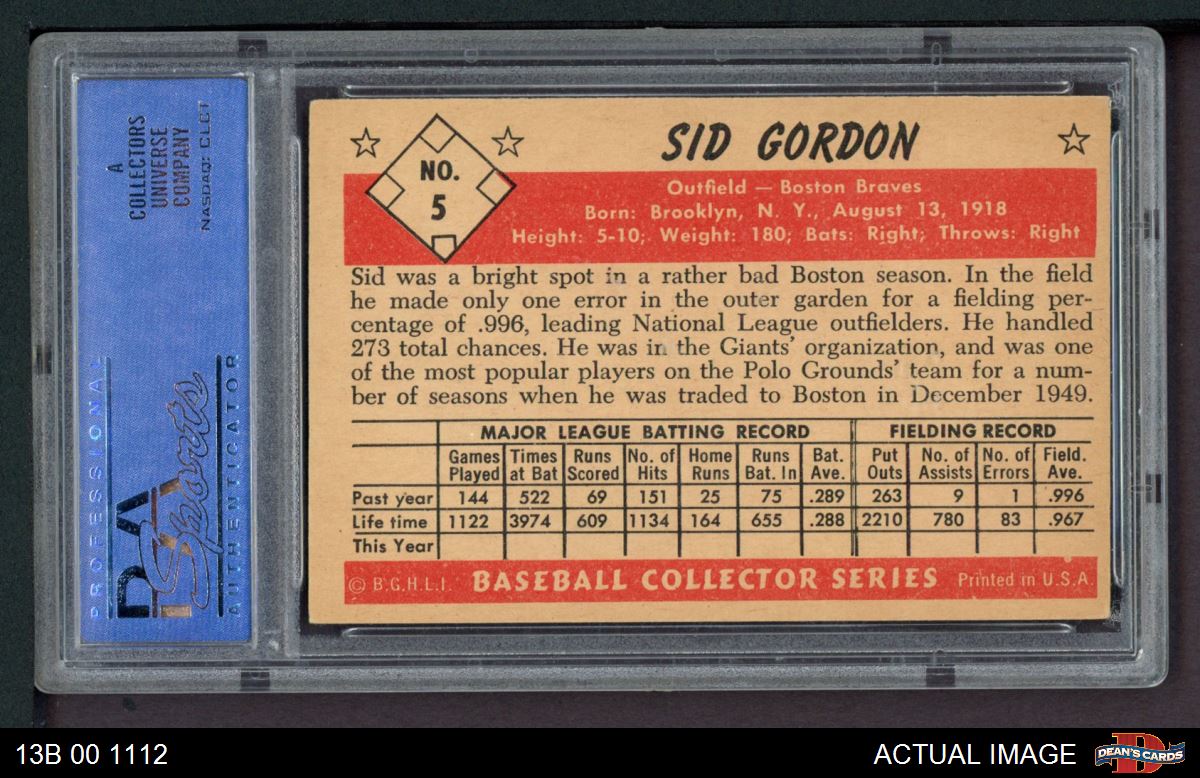 A
COLLECTORS
UNIVERSE
COMPANY
NASDAQ: CLCT
PROFESSIONAL
PSA
Sports
AUTHENTICATOR
NO.
5
SID GORDON
Outfield — Boston Braves
Born: Brooklyn, N. Y., August 13, 1918
Height: 5-10; Weight: 180; Bats: Right; Throws: Right
Sid was a bright spot in a rather bad Boston season. In the field
he made only one error in the outer garden for a fielding per-
centage of .996, leading National League outfielders. He handled
273 total chances. He was in the Giants' organization, and was one
of the most popular players on the Polo Grounds' team for a num-
ber of seasons when he was traded to Boston in December 1949.
MAJOR LEAGUE BATTING RECORD FIELDING RECORD
Games Times Runs No. of Home Runs Bat. Put No. of No. of Field.
Played at Bat Scored Hits Runs Bat. In Ave. Outs Assists Errors Ave.
Past year 144 522 69 151 25 75 .289 263 9 1 .996
Life time 1122 3974 609 1134 164 655 .288 2210 780 83 .967
This Year
© B.G.H.L.I. BASEBALL COLLECTOR SERIES Printed in U.S.A.
13B 00 1112
ACTUAL IMAGE
DEAN'S CARDS